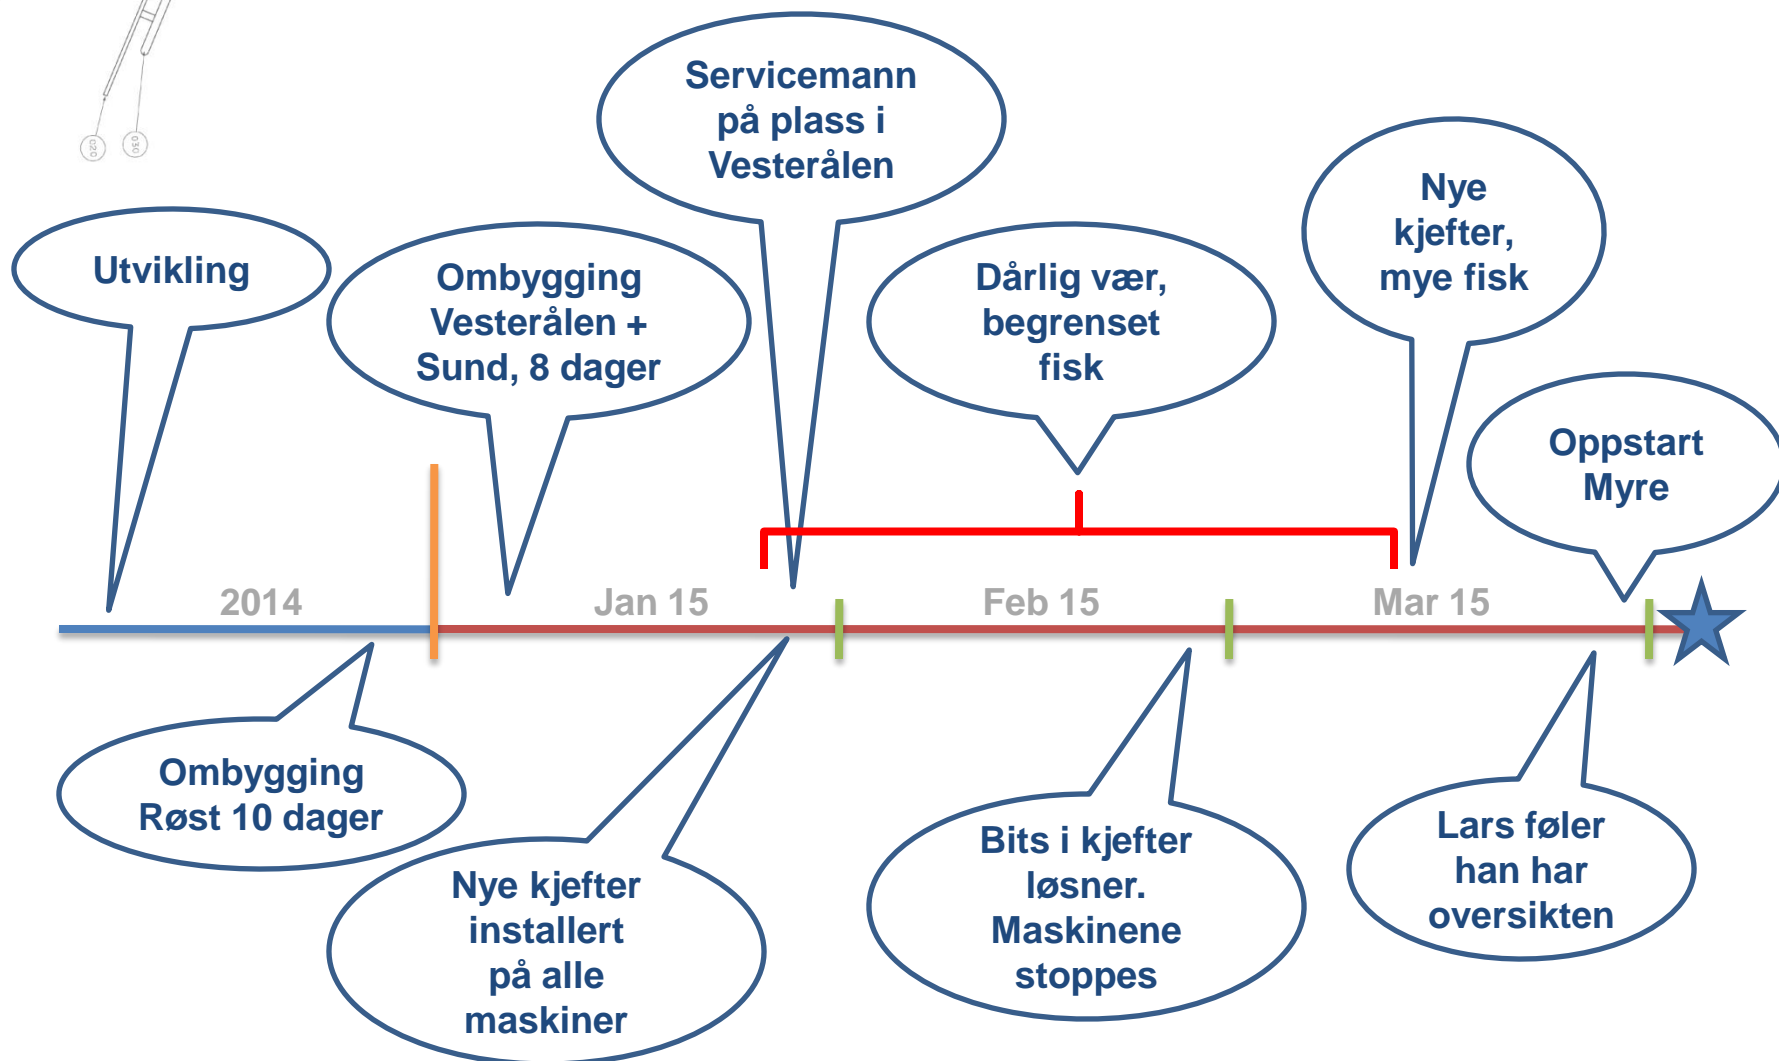 020
030
Servicemann
på plass i
Vesterålen
Nye
kjefter,
mye fisk
Utvikling
Ombygging
Vesterålen +
Sund, 8 dager
Dårlig vær,
begrenset
fisk
Oppstart
Myre
2014
Jan 15
Feb 15
Mar 15
Ombygging
Røst 10 dager
Nye kjefter
installert
på alle
maskiner
Bits i kjefter
løsner.
Maskinene
stoppes
Lars føler
han har
oversikten